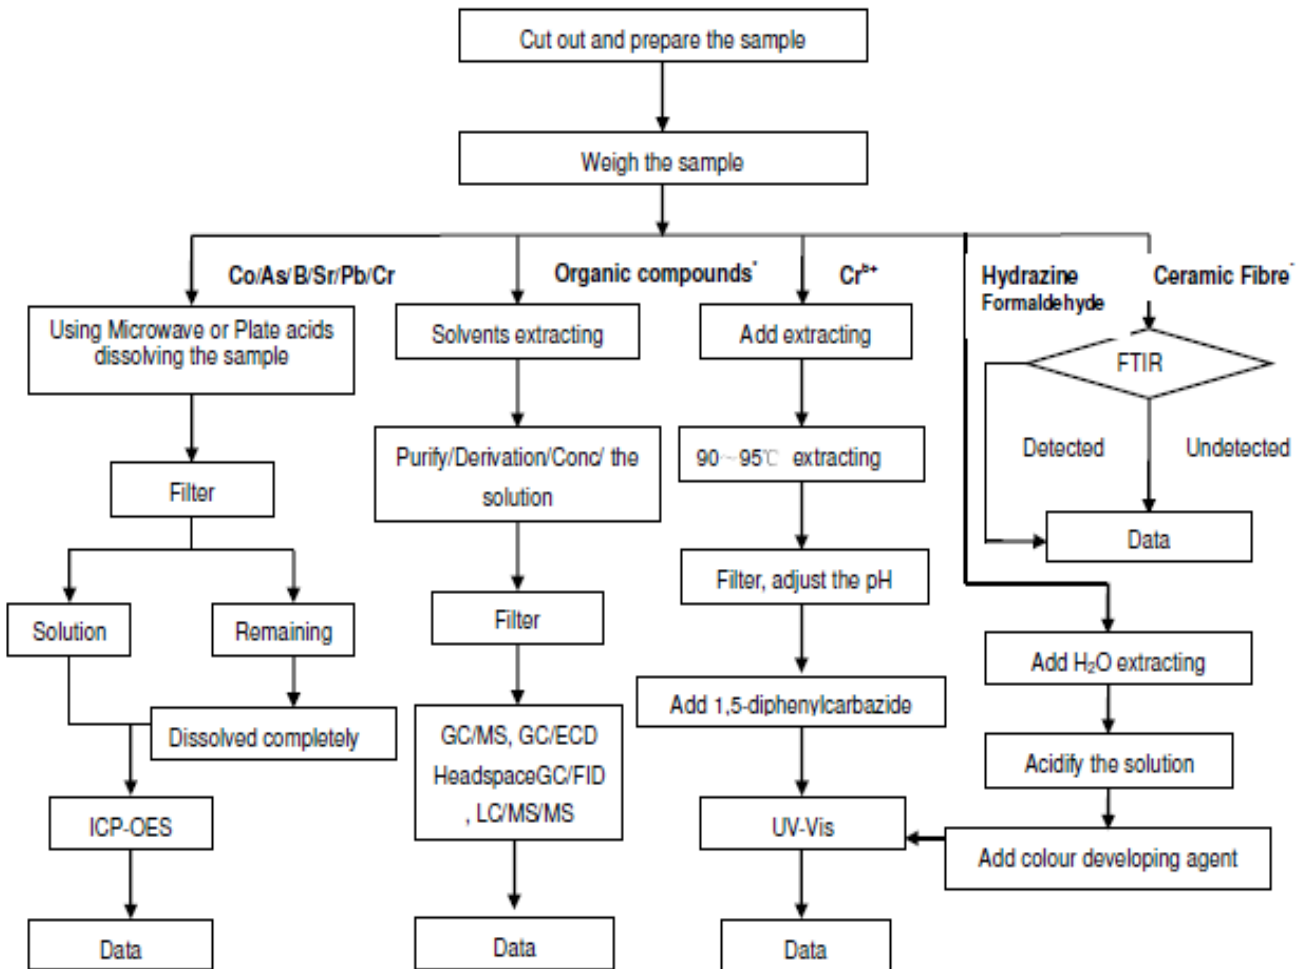 Cut out and prepare the sample
Weigh the sample
Co/As/B/Sr/Pb/Cr
Organic compounds*
Cr⁶⁺
Hydrazine
Formaldehyde
Ceramic Fibre*
Using Microwave or Plate acids
dissolving the sample
Solvents extracting
Add extracting
FTIR
Detected
Undetected
Purify/Derivation/Conc/ the
solution
90~95℃ extracting
Filter
Data
Filter, adjust the pH
Solution
Remaining
Filter
Add H₂O extracting
Add 1,5-diphenylcarbazide
Dissolved completely
GC/MS, GC/ECD
HeadspaceGC/FID
, LC/MS/MS
Acidify the solution
ICP-OES
UV-Vis
Add colour developing agent
Data
Data
Data